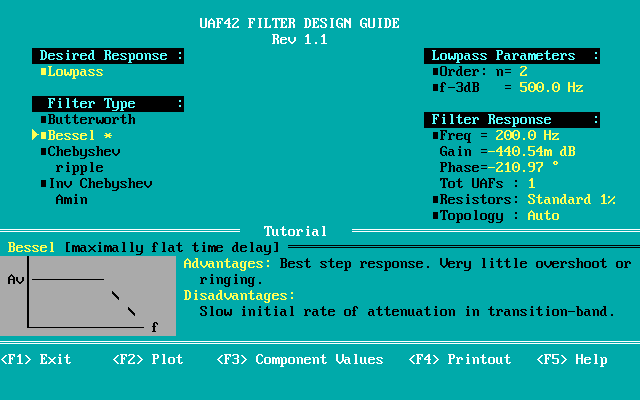 UAF42 FILTER DESIGN GUIDE
Rev 1.1
Desired Response :
Lowpass
Filter Type :
Butterworth
Bessel *
Chebyshev
ripple
Inv Chebyshev
Amin
Lowpass Parameters :
Order: n= 2
f-3dB = 500.0 Hz
Filter Response :
Freq = 200.0 Hz
Gain =-440.54m dB
Phase=-210.97 °
Tot UAFs : 1
Resistors: Standard 1%
Topology : Auto
Tutorial
Bessel [maximally flat time delay]
Av
f
Advantages: Best step response. Very little overshoot or
ringing.
Disadvantages:
Slow initial rate of attenuation in transition-band.
<F1> Exit <F2> Plot <F3> Component Values <F4> Printout <F5> Help